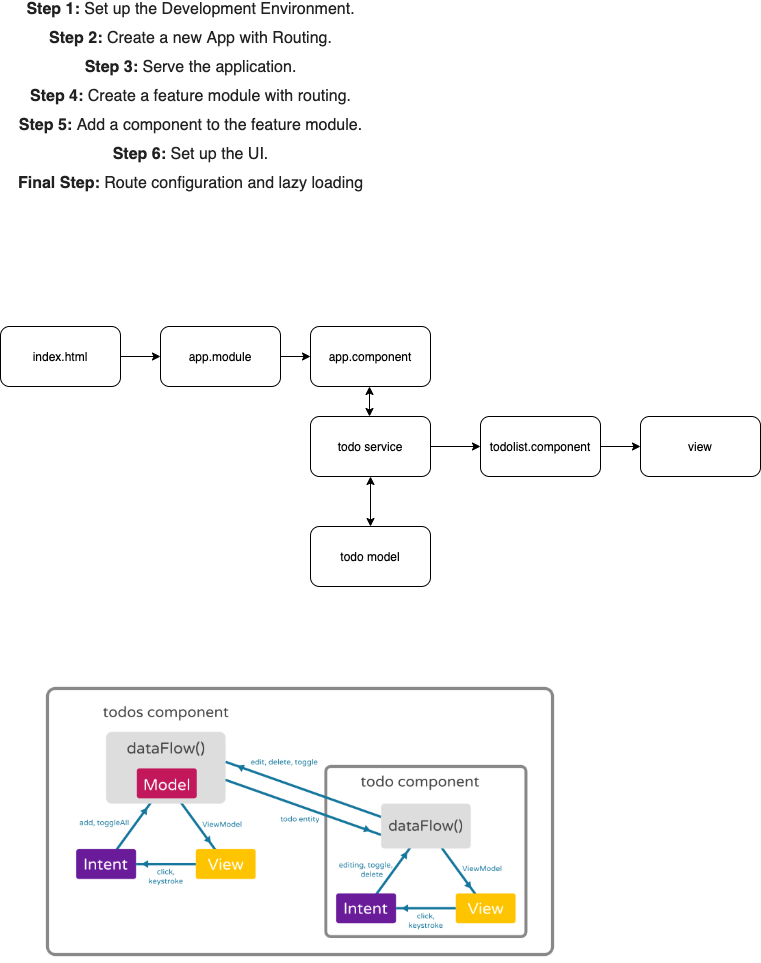 Step 1: Set up the Development Environment.
Step 2: Create a new App with Routing.
Step 3: Serve the application.
Step 4: Create a feature module with routing.
Step 5: Add a component to the feature module.
Step 6: Set up the UI.
Final Step: Route configuration and lazy loading
index.html
app.module
app.component
todo service
todolist.component
view
todo model
todos component
dataFlow()
Model
edit, delete, toggle
todo entity
add, toggleAll
ViewModel
Intent
click,
keystroke
View
todo component
dataFlow()
editing, toggle,
delete
ViewModel
Intent
click,
keystroke
View